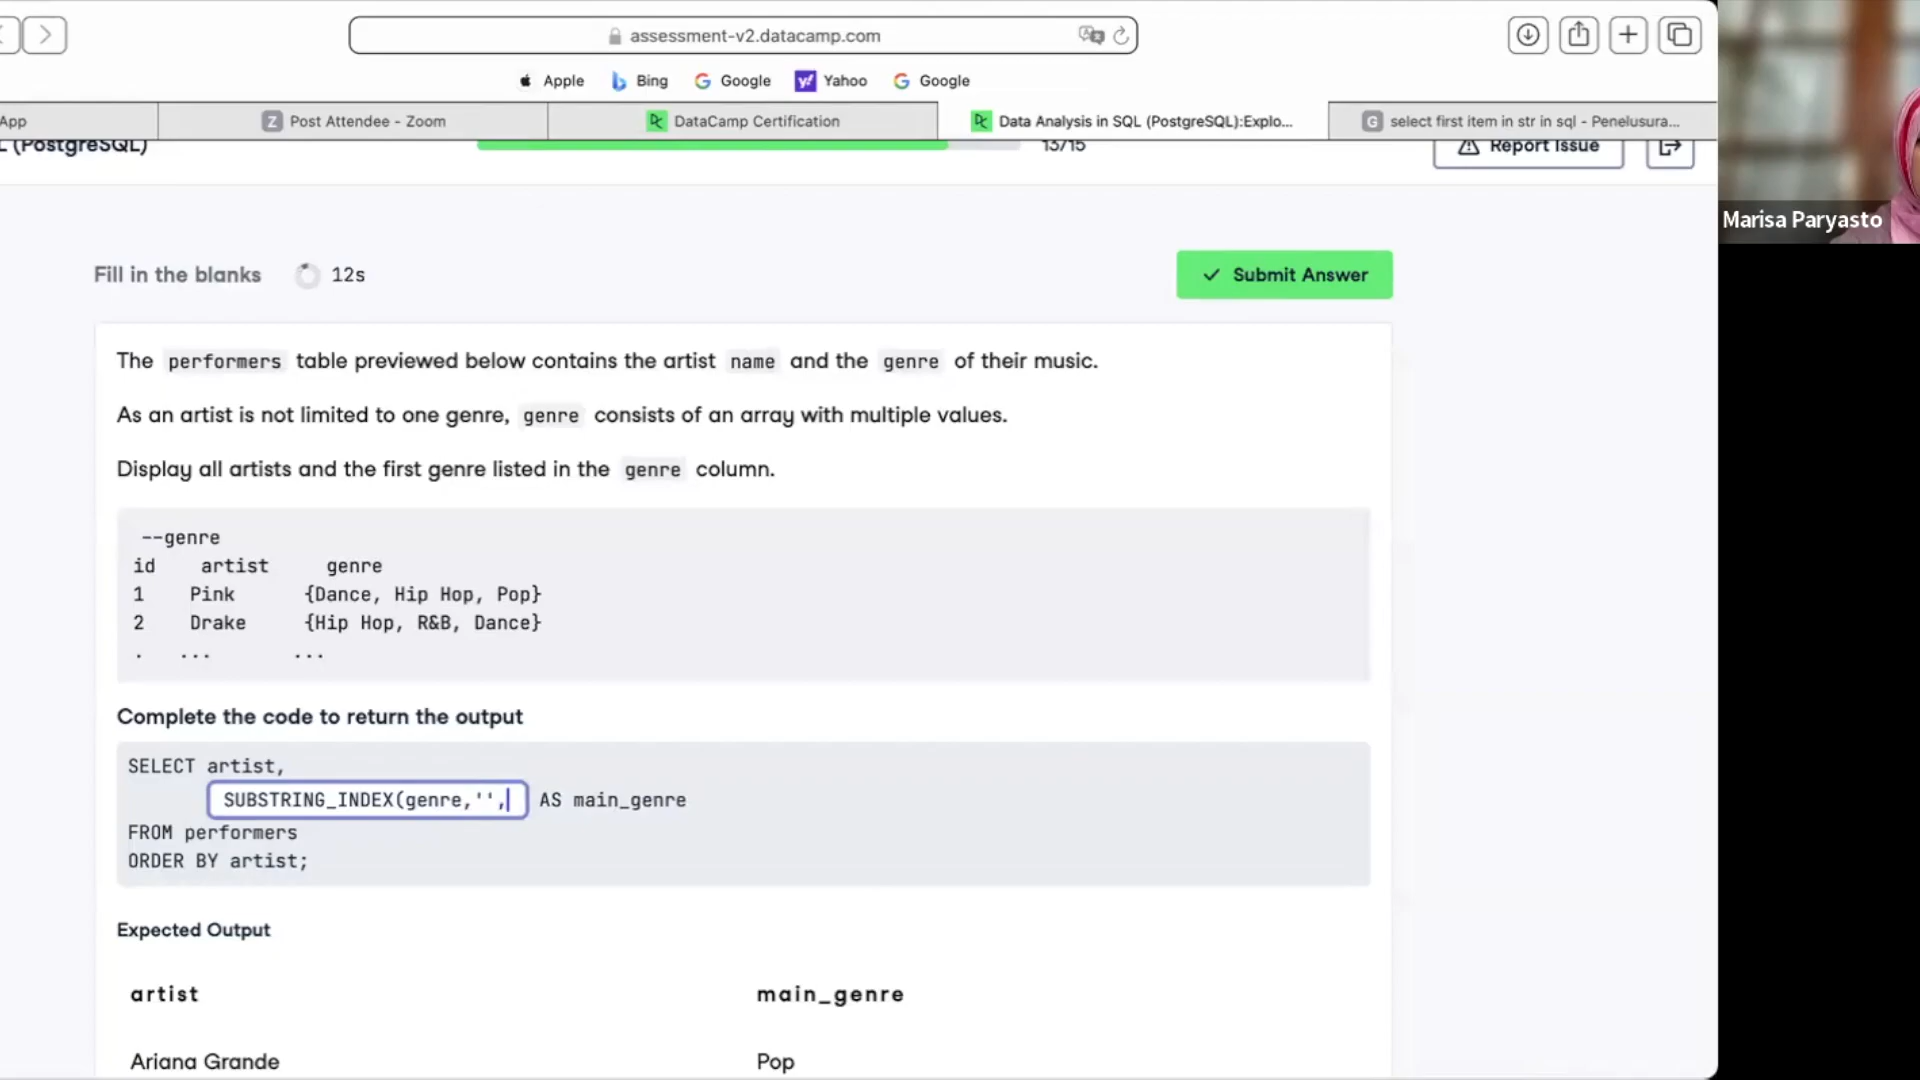 assessment-v2.datacamp.com
Apple Bing Google Yahoo Google
App Post Attendee - Zoom DataCamp Certification Data Analysis in SQL (PostgreSQL):Explo... select first item in str in sql - Penelusura...
(PostgreSQL) 13/15 Report Issue
Marisa Paryasto
Fill in the blanks 12s Submit Answer
The performers table previewed below contains the artist name and the genre of their music.
As an artist is not limited to one genre, genre consists of an array with multiple values.
Display all artists and the first genre listed in the genre column.
--genre
id artist genre
1 Pink {Dance, Hip Hop, Pop}
2 Drake {Hip Hop, R&B, Dance}
. ... ...
Complete the code to return the output
SELECT artist,
SUBSTRING_INDEX(genre,'', AS main_genre
FROM performers
ORDER BY artist;
Expected Output
artist main_genre
Ariana Grande Pop